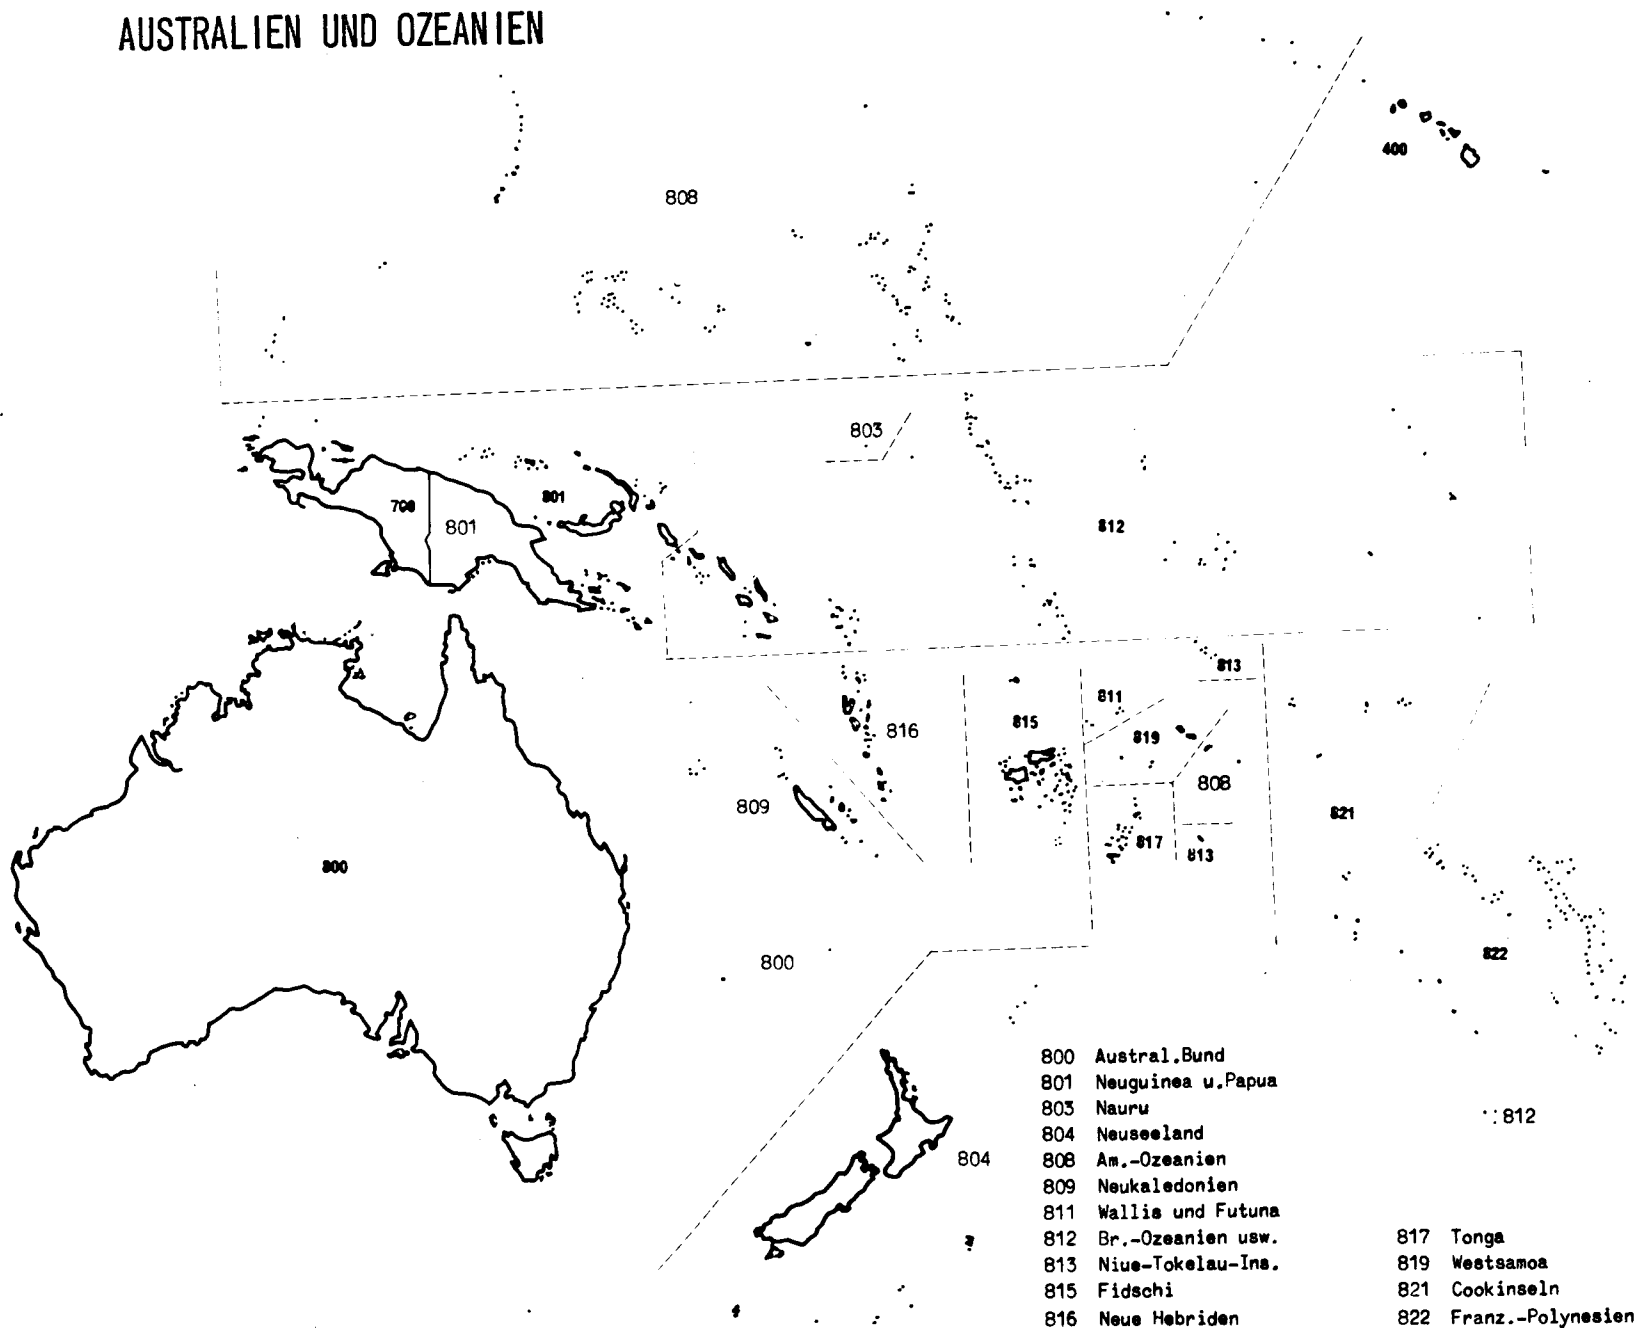 AUSTRALIEN UND OZEANIEN
400
808
803
708
801
801
812
813
811
815
816
819
808
809
821
817
813
800
822
800
812
804
800 Austral.Bund
801 Neuguinea u.Papua
803 Nauru
804 Neuseeland
808 Am.-Ozeanien
809 Neukaledonien
811 Wallis und Futuna
812 Br.-Ozeanien usw.
813 Niue-Tokelau-Ins.
815 Fidschi
816 Neue Hebriden
817 Tonga
819 Westsamoa
821 Cookinseln
822 Franz.-Polynesien